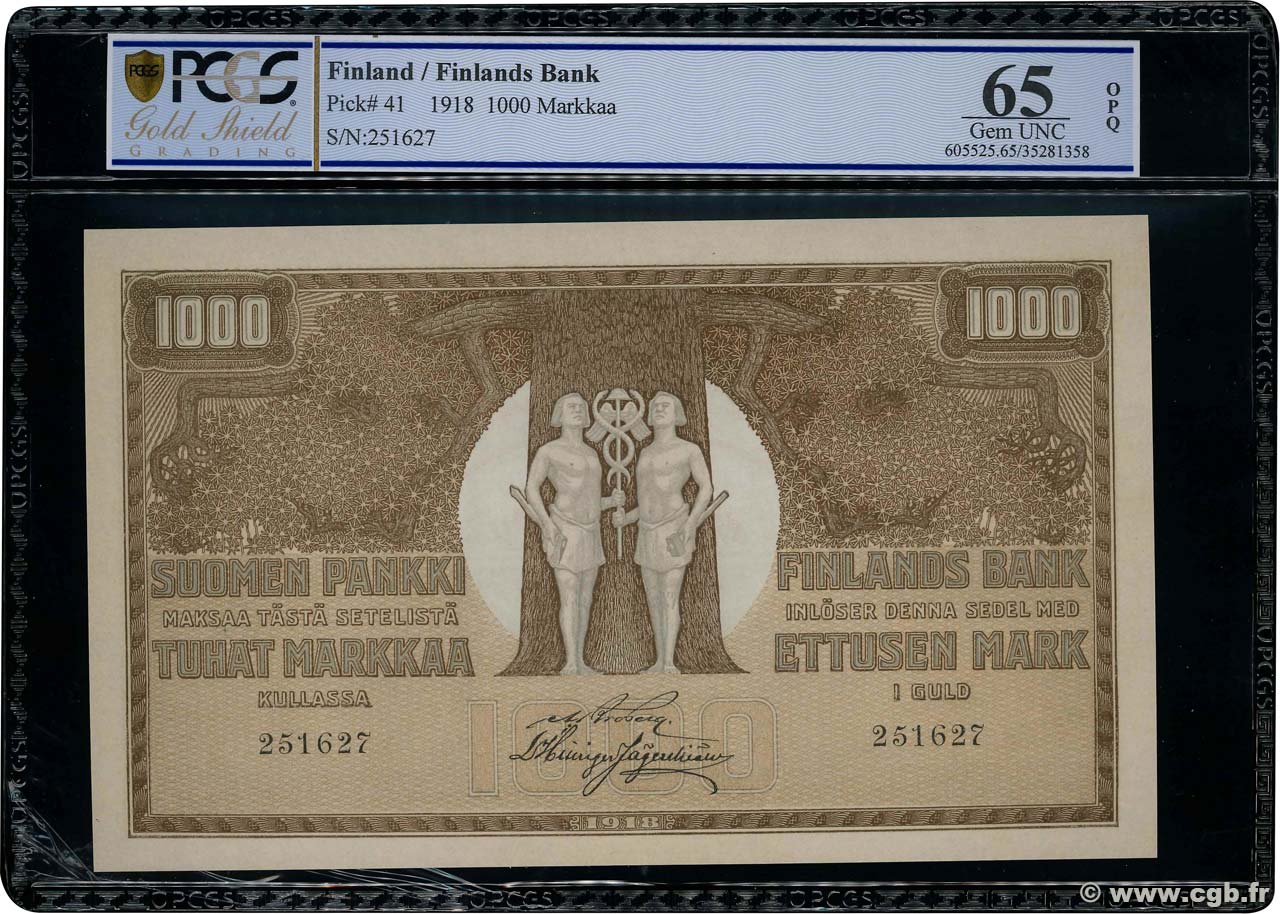 PCGS
PCGS
Gold Shield
GRADING
Finland / Finlands Bank
Pick# 41 1918 1000 Markkaa
S/N:251627
65
Gem UNC
605525.65/35281358
OPQ
1000
1000
SUOMEN PANKKI
MAKSAA TÄSTÄ SETELISTÄ
TUHAT MARKKAA
KULLASSA
251627
FINLANDS BANK
INLÖSER DENNA SEDEL MED
ETTUSEN MARK
I GULD
251627
1000
1918
© www.cgb.fr